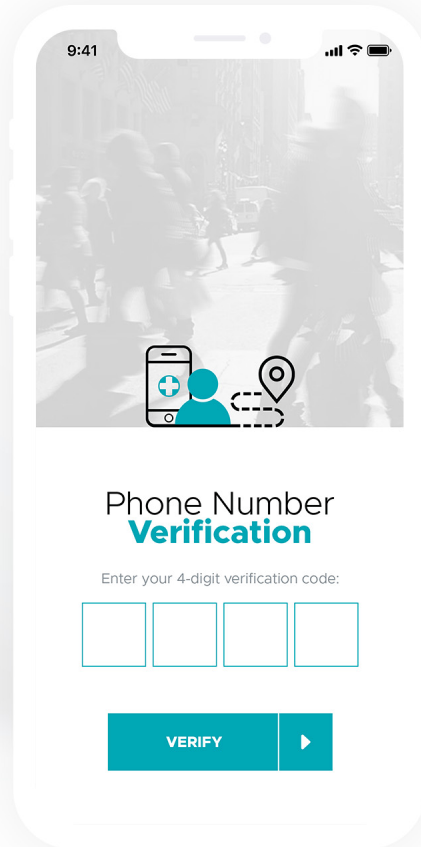 9:41
Phone Number
Verification
Enter your 4-digit verification code:
VERIFY